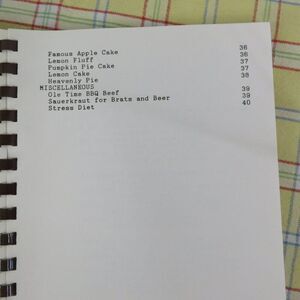 Famous Apple Cake 36
Lemon Fluff 36
Pumpkin Pie Cake 37
Lemon Cake 37
Heavenly Pie 38
MISCELLANEOUS
Ole Time BBQ Beef 39
Sauerkraut for Brats and Beer 39
Stress Diet 40